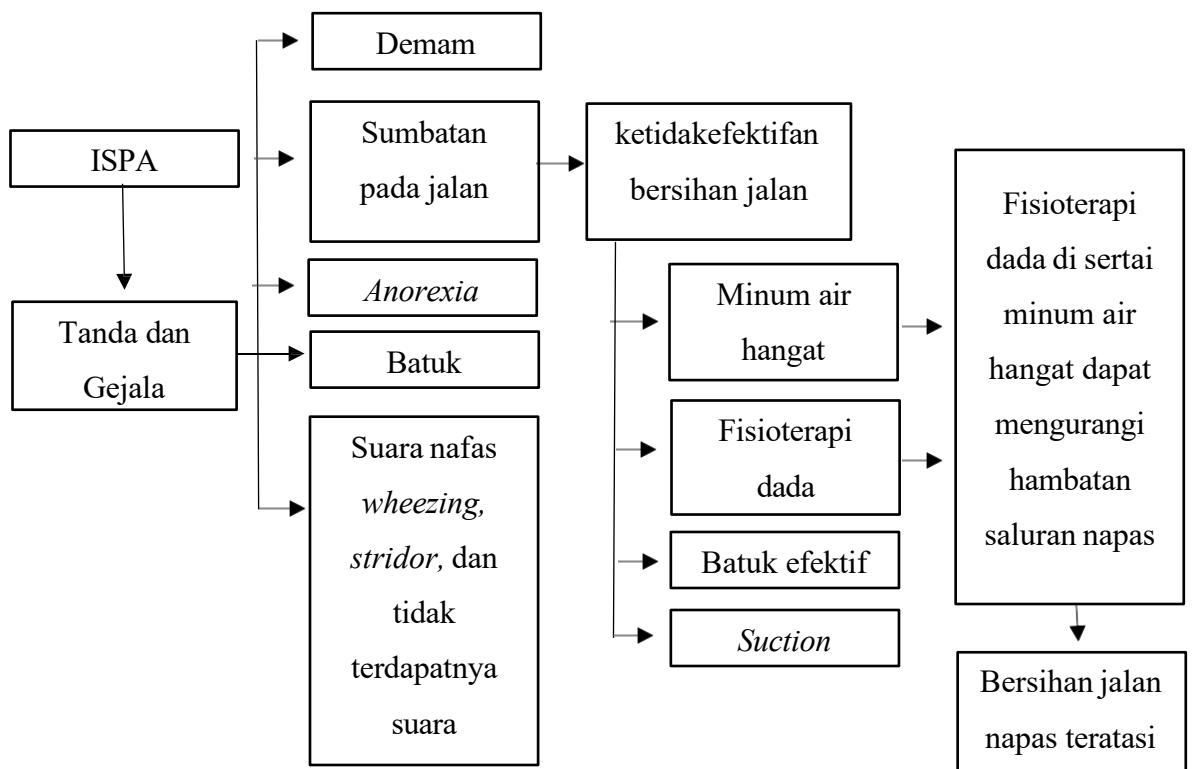 ISPA
Tanda dan
Gejala
Demam
Sumbatan
pada jalan
Anorexia
Batuk
Suara nafas
wheezing,
stridor, dan
tidak
terdapatnya
suara
ketidakefektifan
bersihan jalan
Minum air
hangat
Fisioterapi
dada
Batuk efektif
Suction
Fisioterapi
dada di sertai
minum air
hangat dapat
mengurangi
hambatan
saluran napas
Bersihan jalan
napas teratasi